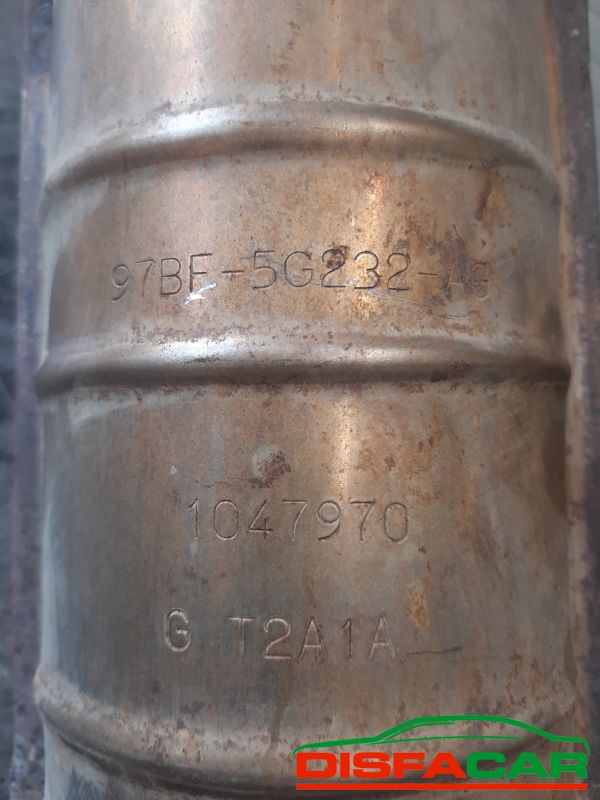 97BF-5G232-AG
1047970
G T2A1A
DISFACAR